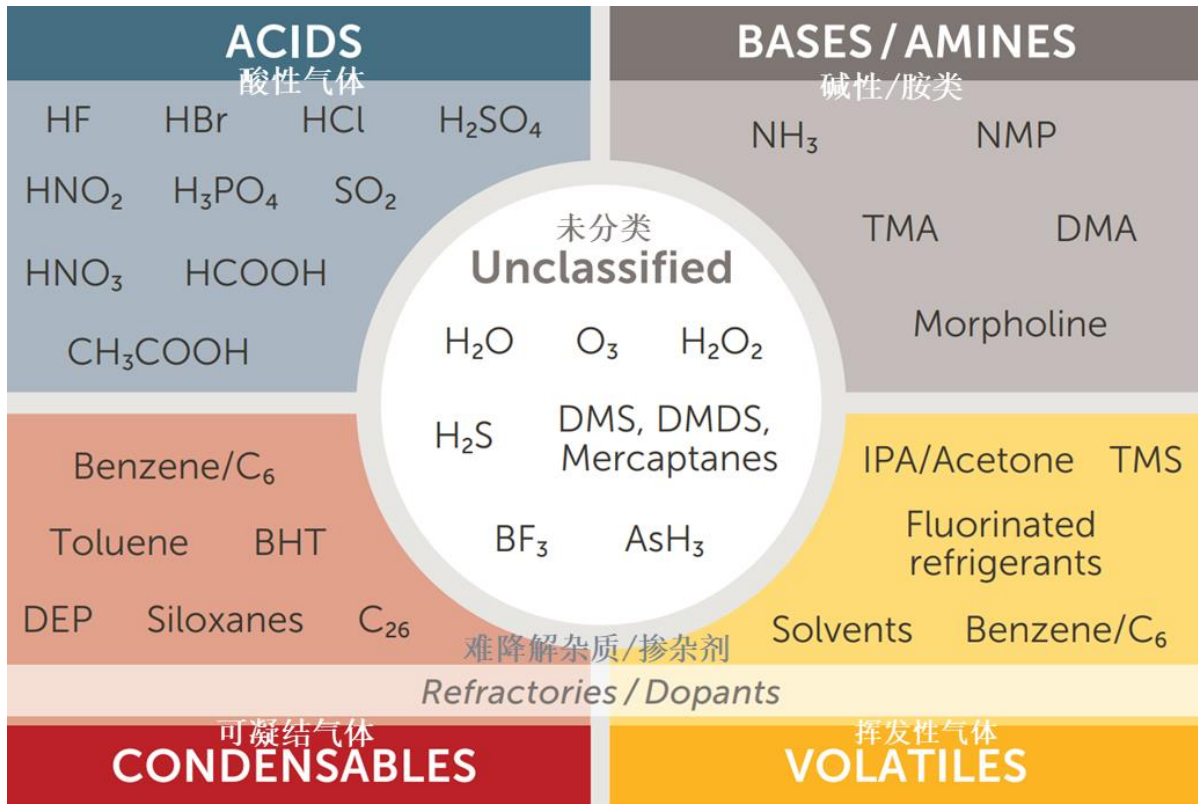 ACIDS
酸性气体
HF HBr HCl H₂SO₄
HNO₂ H₃PO₄ SO₂
HNO₃ HCOOH
CH₃COOH
BASES / AMINES
碱性/胺类
NH₃ NMP
TMA DMA
Morpholine
未分类
Unclassified
H₂O O₃ H₂O₂
H₂S DMS, DMDS,
Mercaptanes
BF₃ AsH₃
Benzene/C₆
Toluene BHT
DEP Siloxanes C₂₆
IPA/Acetone TMS
Fluorinated
refrigerants
Solvents Benzene/C₆
难降解杂质/掺杂剂
Refractories / Dopants
可凝结气体
CONDENSABLES
挥发性气体
VOLATILES